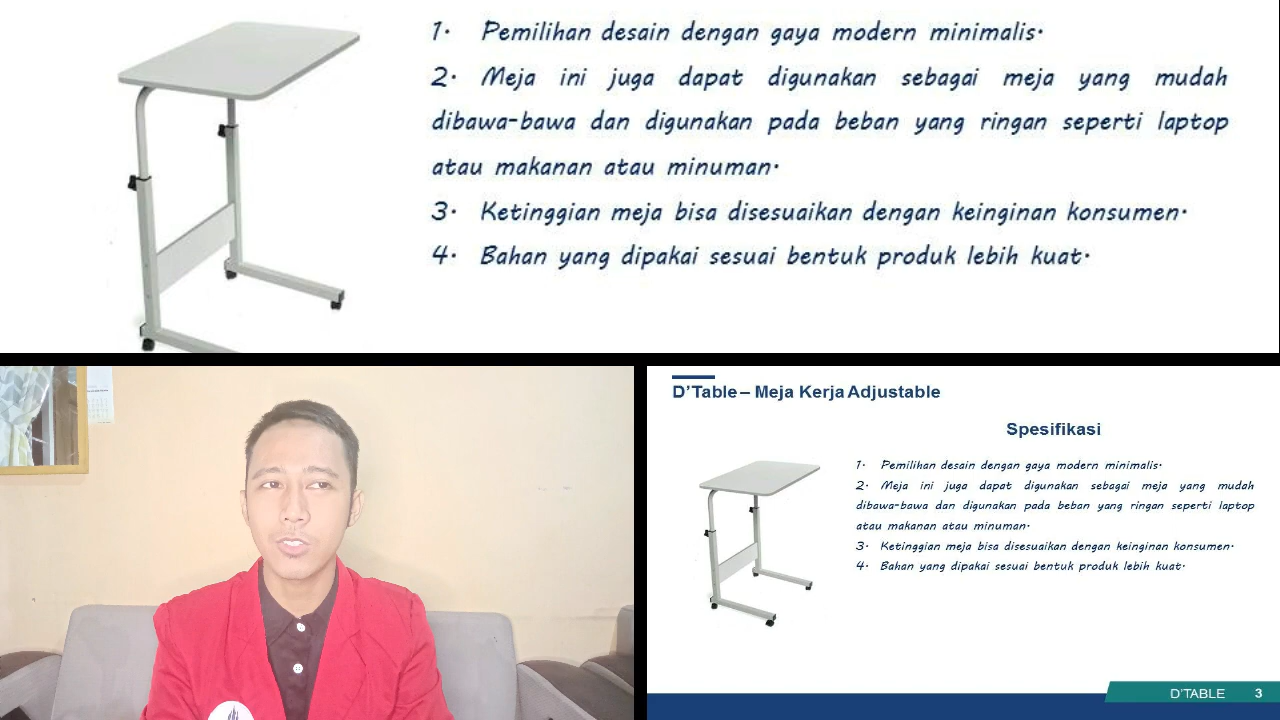 1. Pemilihan desain dengan gaya modern minimalis.
2. Meja ini juga dapat digunakan sebagai meja yang mudah
dibawa-bawa dan digunakan pada beban yang ringan seperti laptop
atau makanan atau minuman.
3. Ketinggian meja bisa disesuaikan dengan keinginan konsumen.
4. Bahan yang dipakai sesuai bentuk produk lebih kuat.
D'Table – Meja Kerja Adjustable
Spesifikasi
1. Pemilihan desain dengan gaya modern minimalis.
2. Meja ini juga dapat digunakan sebagai meja yang mudah
dibawa-bawa dan digunakan pada beban yang ringan seperti laptop
atau makanan atau minuman.
3. Ketinggian meja bisa disesuaikan dengan keinginan konsumen.
4. Bahan yang dipakai sesuai bentuk produk lebih kuat.
D'TABLE 3